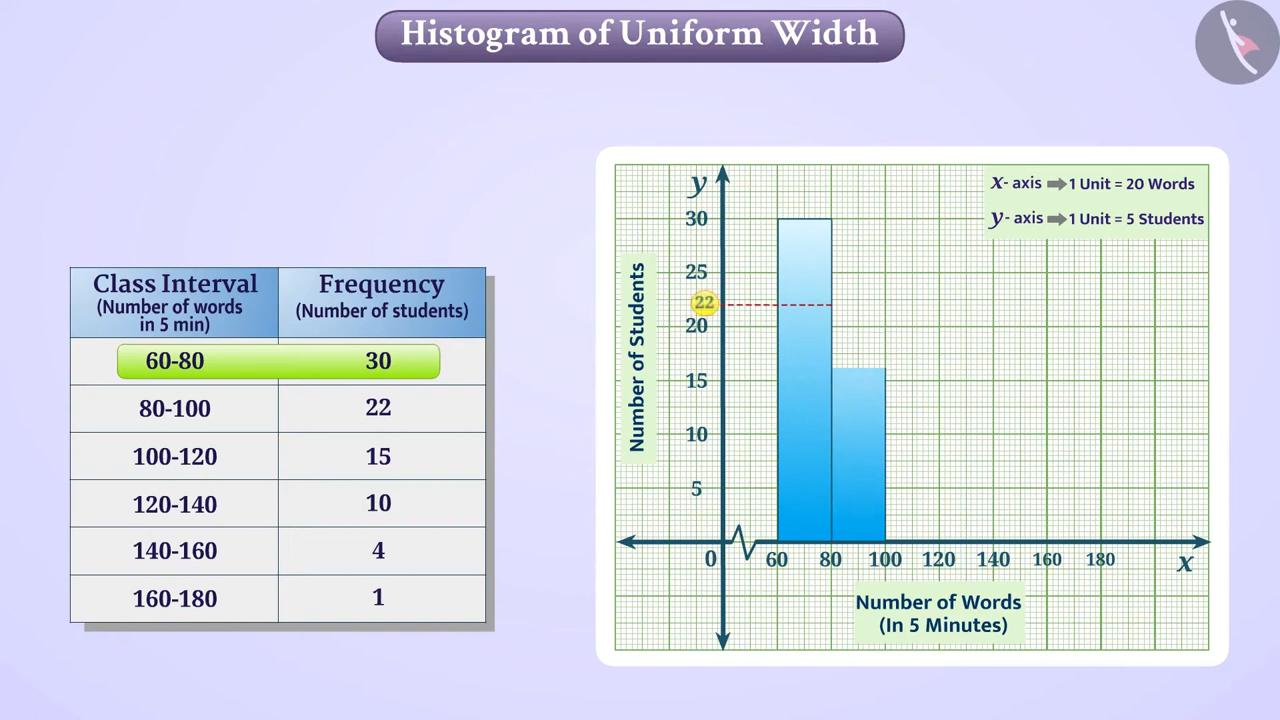 Histogram of Uniform Width
Class Interval
(Number of words
in 5 min)
Frequency
(Number of students)
60-80 30
80-100 22
100-120 15
120-140 10
140-160 4
160-180 1
x- axis 1 Unit = 20 Words
y- axis 1 Unit = 5 Students
y
30
25
22
20
15
10
5
Number of Students
0 60 80 100 120 140 160 180 x
Number of Words
(In 5 Minutes)